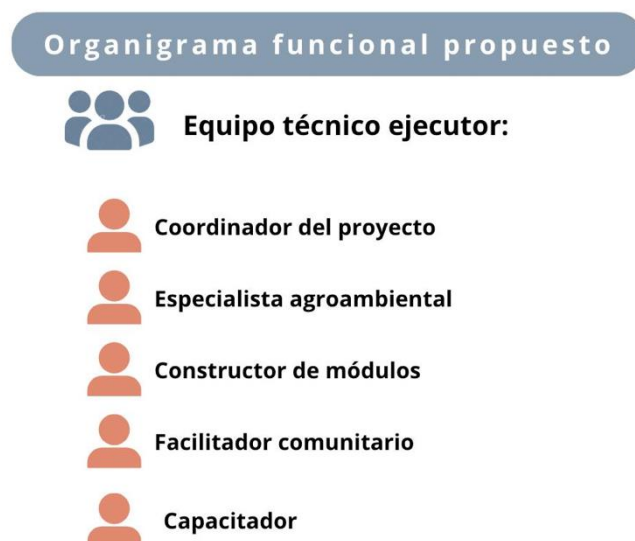 Organigrama funcional propuesto
Equipo técnico ejecutor:
Coordinador del proyecto
Especialista agroambiental
Constructor de módulos
Facilitador comunitario
Capacitador